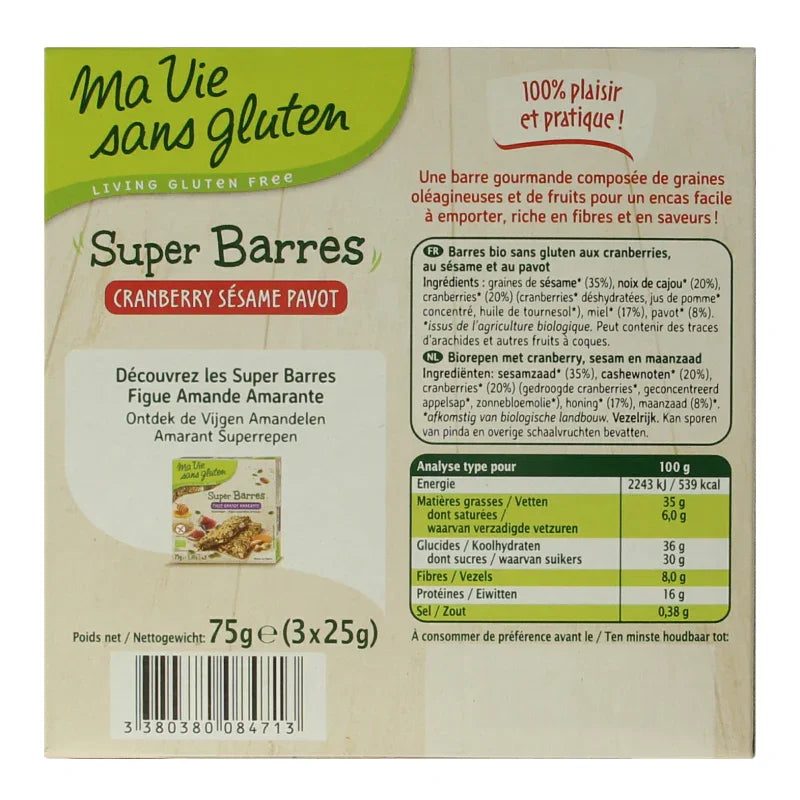 Ma Vie
sans gluten
LIVING GLUTEN FREE
Super Barres
CRANBERRY SÉSAME PAVOT
Découvrez les Super Barres
Figue Amande Amarante
Ontdek de Vijgen Amandelen
Amarant Superrepen
Ma Vie
sans gluten
Super Barres
FIGUE AMANDE AMARANTE
Poids net / Nettogewicht: 75g e (3x25g)
3 380380 084713
100% plaisir
et pratique !
Une barre gourmande composée de graines
oléagineuses et de fruits pour un encas facile
à emporter, riche en fibres et en saveurs !
FR Barres bio sans gluten aux cranberries,
au sésame et au pavot
Ingrédients : graines de sésame* (35%), noix de cajou* (20%),
cranberries* (20%) (cranberries* déshydratées, jus de pomme*
concentré, huile de tournesol*), miel* (17%), pavot* (8%).
*issus de l'agriculture biologique. Peut contenir des traces
d'arachides et autres fruits à coques.
NL Biorepen met cranberry, sesam en maanzaad
Ingrediënten: sesamzaad* (35%), cashewnoten* (20%),
cranberries* (20%) (gedroogde cranberries*, geconcentreerd
appelsap*, zonnebloemolie*), honing* (17%), maanzaad (8%)*.
*afkomstig van biologische landbouw. Vezelrijk. Kan sporen
van pinda en overige schaalvruchten bevatten.
Analyse type pour 100 g
Energie 2243 kJ / 539 kcal
Matières grasses / Vetten 35 g
dont saturées / 6,0 g
waarvan verzadigde vetzuren
Glucides / Koolhydraten 36 g
dont sucres / waarvan suikers 30 g
Fibres / Vezels 8,0 g
Protéines / Eiwitten 16 g
Sel / Zout 0,38 g
À consommer de préférence avant le / Ten minste houdbaar tot: